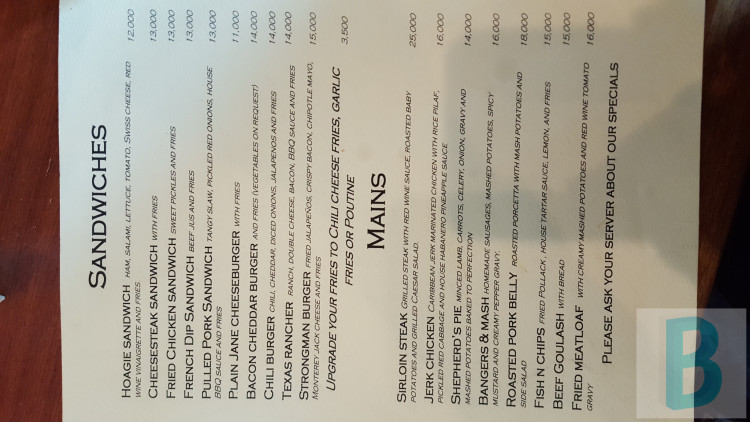 SANDWICHES
HOAGIE SANDWICH HAM, SALAMI, LETTUCE, TOMATO, SWISS CHEESE, RED 12,000
WINE VINAIGRETTE AND FRIES
CHEESESTEAK SANDWICH WITH FRIES 13,000
FRIED CHICKEN SANDWICH SWEET PICKLES AND FRIES 13,000
FRENCH DIP SANDWICH BEEF JUS AND FRIES 13,000
PULLED PORK SANDWICH TANGY SLAW, PICKLED RED ONIONS, HOUSE 13,000
BBQ SAUCE AND FRIES
PLAIN JANE CHEESEBURGER WITH FRIES 11,000
BACON CHEDDAR BURGER AND FRIES (VEGETABLES ON REQUEST) 14,000
CHILI BURGER CHILI, CHEDDAR, DICED ONIONS, JALAPENOS AND FRIES 14,000
TEXAS RANCHER RANCH, DOUBLE CHEESE, BACON, BBQ SAUCE AND FRIES 14,000
STRONGMAN BURGER FRIED JALAPEÑOS, CRISPY BACON, CHIPOTLE MAYO, 15,000
MONTEREY JACK CHEESE AND FRIES
UPGRADE YOUR FRIES TO CHILI CHEESE FRIES, GARLIC 3,500
FRIES OR POUTINE
MAINS
SIRLOIN STEAK GRILLED STEAK WITH RED WINE SAUCE, ROASTED BABY 25,000
POTATOES AND GRILLED CAESAR SALAD.
JERK CHICKEN CARIBBEAN JERK MARINATED CHICKEN WITH RICE PILAF, 16,000
PICKLED RED CABBAGE AND HOUSE HABANERO PINEAPPLE SAUCE
SHEPHERD'S PIE MINCED LAMB, CARROTS, CELERY, ONION, GRAVY AND 14,000
MASHED POTATOES BAKED TO PERFECTION
BANGERS & MASH HOMEMADE SAUSAGES, MASHED POTATOES, SPICY 16,000
MUSTARD AND CREAMY PEPPER GRAVY.
ROASTED PORK BELLY ROASTED PORCETTA WITH MASH POTATOES AND 18,000
SIDE SALAD
FISH N CHIPS FRIED POLLACK, HOUSE TARTAR SAUCE, LEMON, AND FRIES 15,000
BEEF GOULASH WITH BREAD 15,000
FRIED MEATLOAF WITH CREAMY MASHED POTATOES AND RED WINE TOMATO 16,000
GRAVY
PLEASE ASK YOUR SERVER ABOUT OUR SPECIALS
B